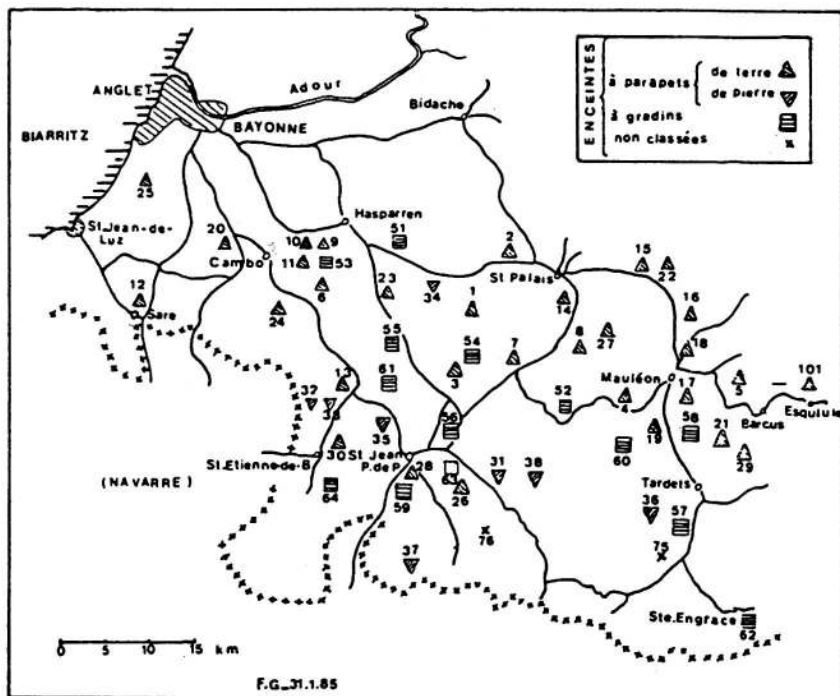 ANGLET
Adour
BIARRITZ
BAYONNE
Bidache
ENCEINTES
à parapets
de terre
de pierre
à gradins
non classées
25
St. Jean-de-Luz
20
Cambo
10
9
11
53
6
Hasparren
51
2
St Palais
15
22
12
Sare
24
23
34
1
14
16
55
54
7
8
27
18
13
61
3
52
Mauléon
4
17
5
101
Barcus
Esquiule
32
33
35
56
19
58
21
29
60
30
St. Etienne-de-B.
St Jean P. de P.
28
63
31
38
Tardets
(NAVARRE)
64
59
26
36
57
76
75
37
Ste. Engrace
62
0 5 10 15 km
F.G_31.1.85